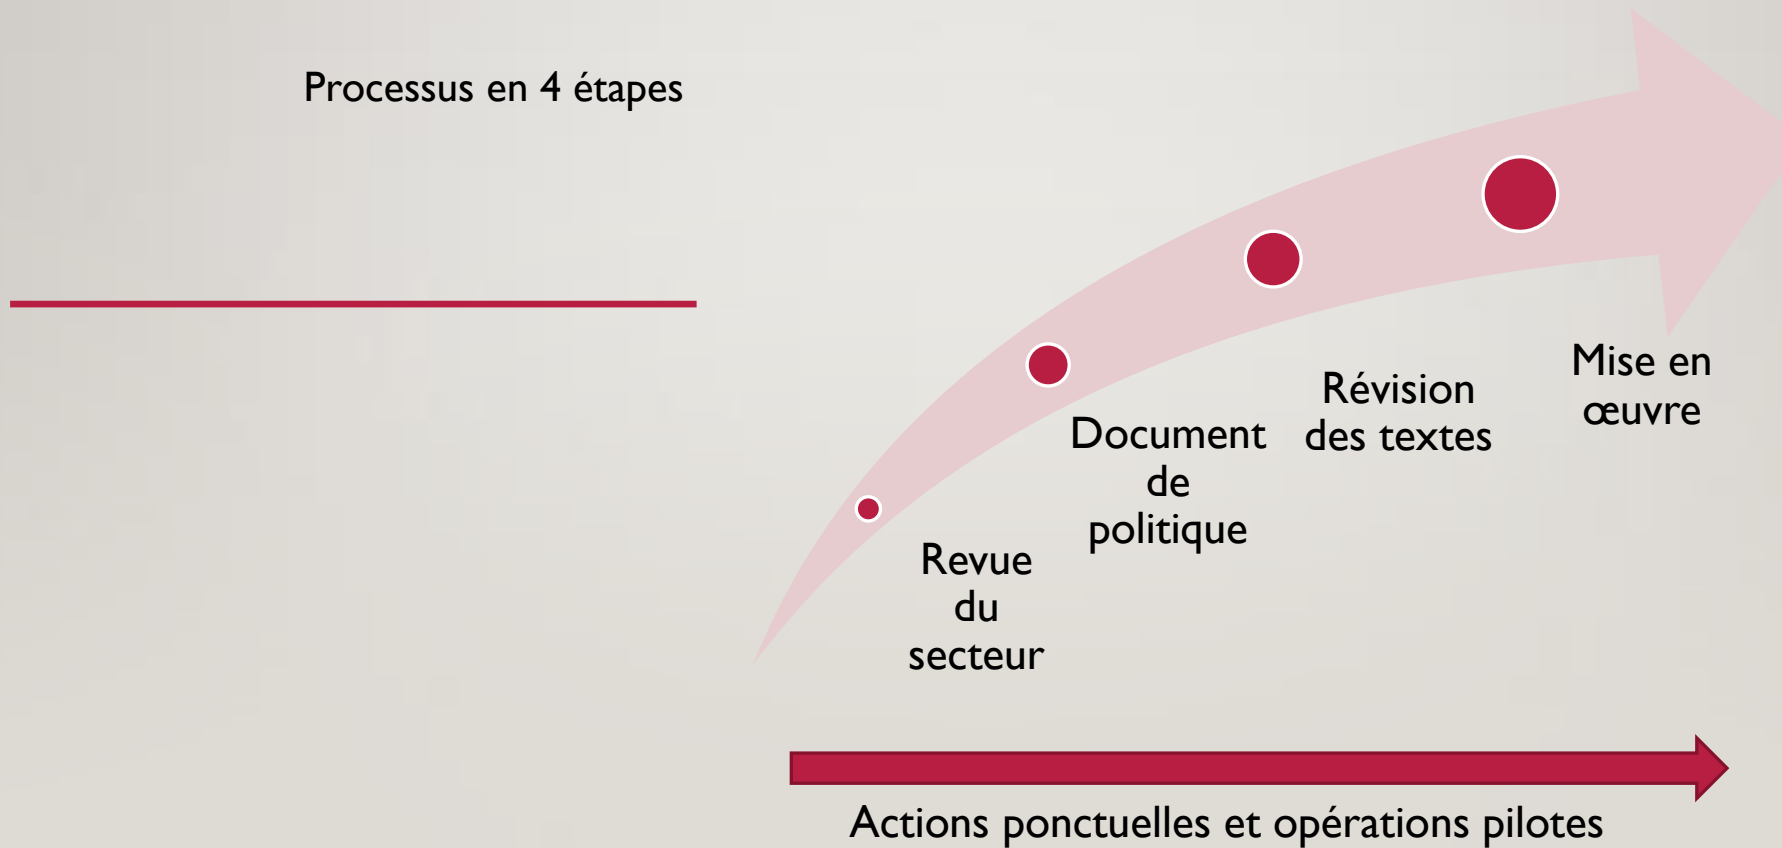 Processus en 4 étapes
Revue
du
secteur
Document
de
politique
Révision
des textes
Mise en
œuvre
Actions ponctuelles et opérations pilotes